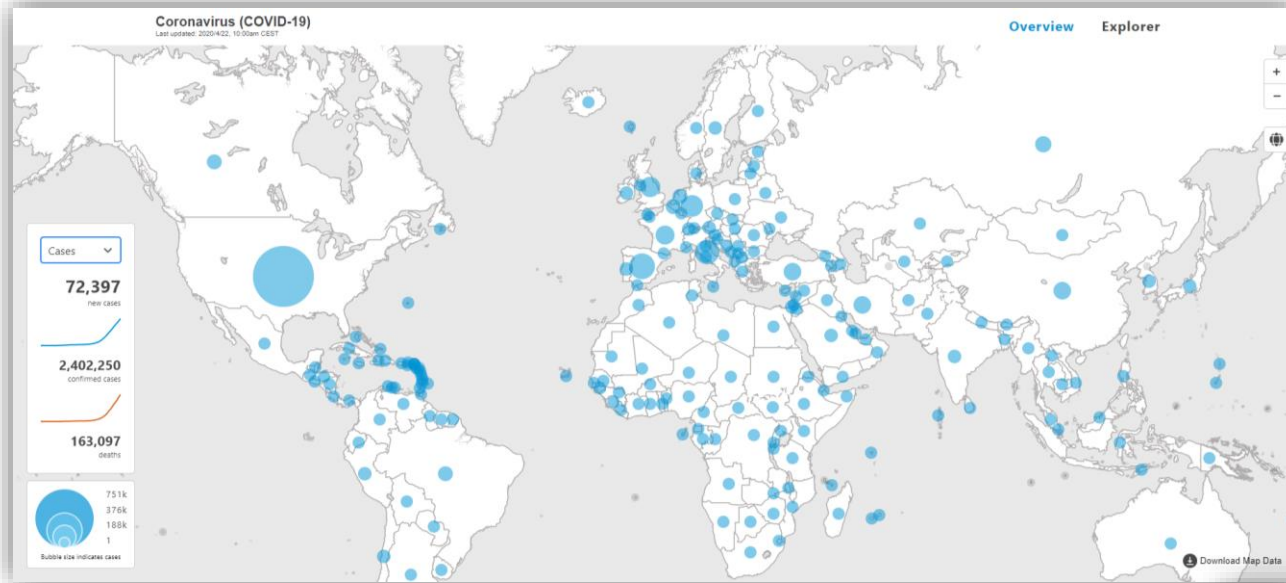 Coronavirus (COVID-19)
Last updated: 2020/4/22, 10:00am CEST
Overview Explorer
+
−
Cases
72,397
new cases
2,402,250
confirmed cases
163,097
deaths
751k
376k
188k
1
Bubble size indicates cases
Download Map Data